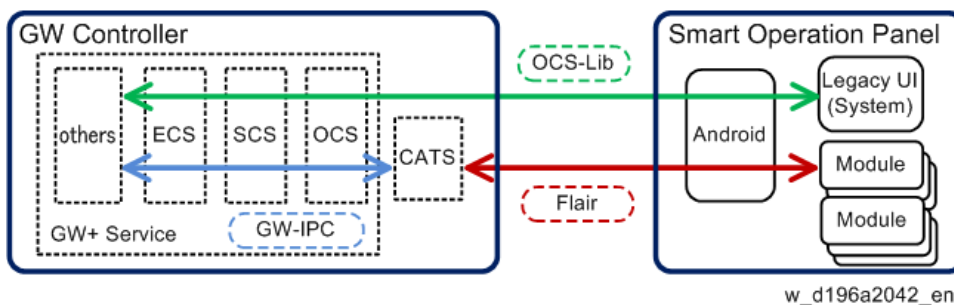 GW Controller
Smart Operation Panel
OCS-Lib
Legacy UI
(System)
others
ECS
SCS
OCS
CATS
Android
Module
Flair
Module
GW+ Service
GW-IPC
w_d196a2042_en